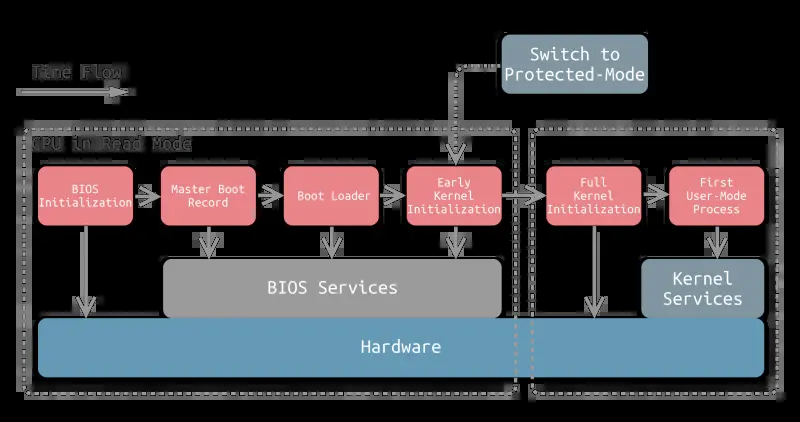 Switch to
Protected-Mode
Time Flow
CPU in Read Mode
BIOS
Initialization
Master Boot
Record
Boot Loader
Early
Kernel
Initialization
Full
Kernel
Initialization
First
User-Mode
Process
BIOS Services
Kernel
Services
Hardware